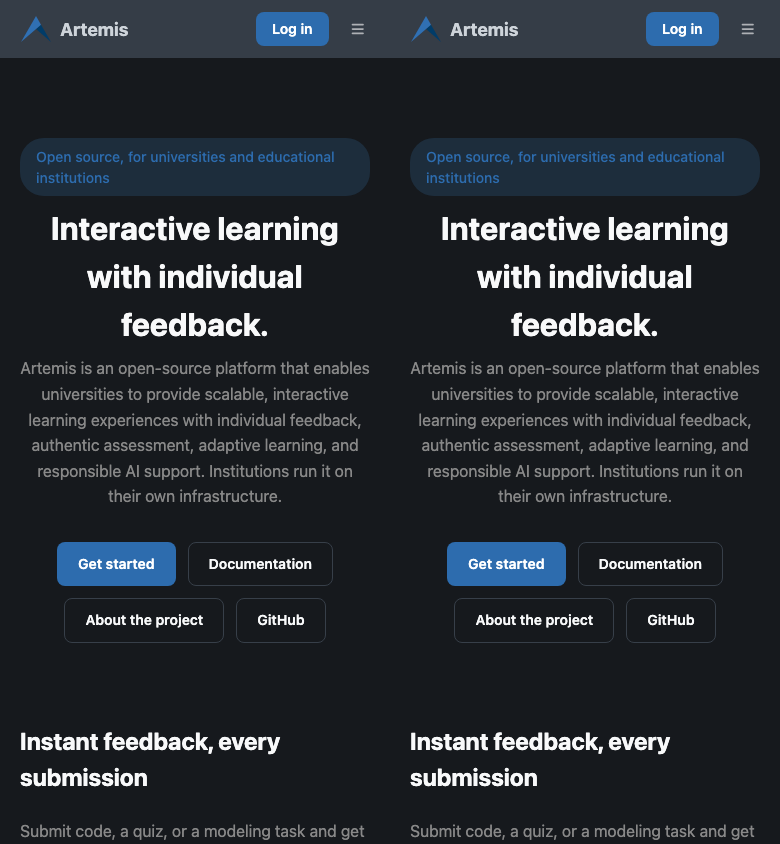 Artemis
Log in
Open source, for universities and educational
institutions
Interactive learning
with individual
feedback.
Artemis is an open-source platform that enables
universities to provide scalable, interactive
learning experiences with individual feedback,
authentic assessment, adaptive learning, and
responsible AI support. Institutions run it on
their own infrastructure.
Get started
Documentation
About the project
GitHub
Instant feedback, every
submission
Submit code, a quiz, or a modeling task and get
Artemis
Log in
Open source, for universities and educational
institutions
Interactive learning
with individual
feedback.
Artemis is an open-source platform that enables
universities to provide scalable, interactive
learning experiences with individual feedback,
authentic assessment, adaptive learning, and
responsible AI support. Institutions run it on
their own infrastructure.
Get started
Documentation
About the project
GitHub
Instant feedback, every
submission
Submit code, a quiz, or a modeling task and get